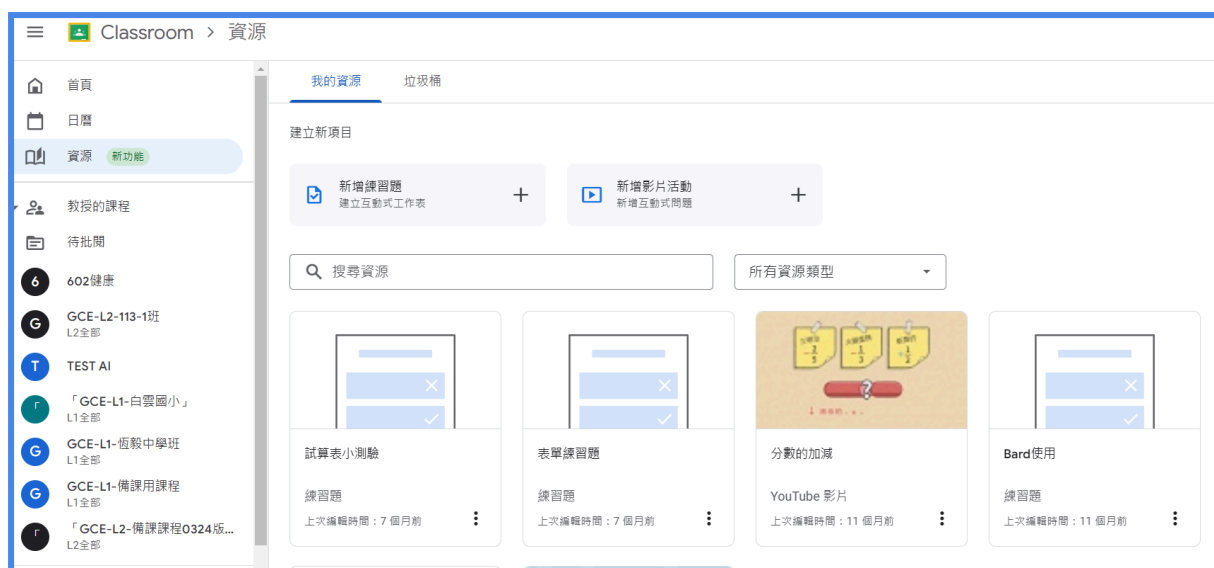 Classroom > 資源
首頁
日曆
資源 新功能
教授的課程
待批閱
6 602健康
G GCE-L2-113-1班
L2全部
T TEST AI
「 「GCE-L1-白雲國小」
L1全部
G GCE-L1-恆毅中學班
L1全部
G GCE-L1-備課用課程
L1全部
「 「GCE-L2-備課課程0324版...
L2全部
我的資源 垃圾桶
建立新項目
新增練習題
建立互動式工作表
新增影片活動
新增互動式問題
搜尋資源
所有資源類型
試算表小測驗
練習題
上次編輯時間：7 個月前
表單練習題
練習題
上次編輯時間：7 個月前
分數的加減
YouTube 影片
上次編輯時間：11 個月前
Bard使用
練習題
上次編輯時間：11 個月前